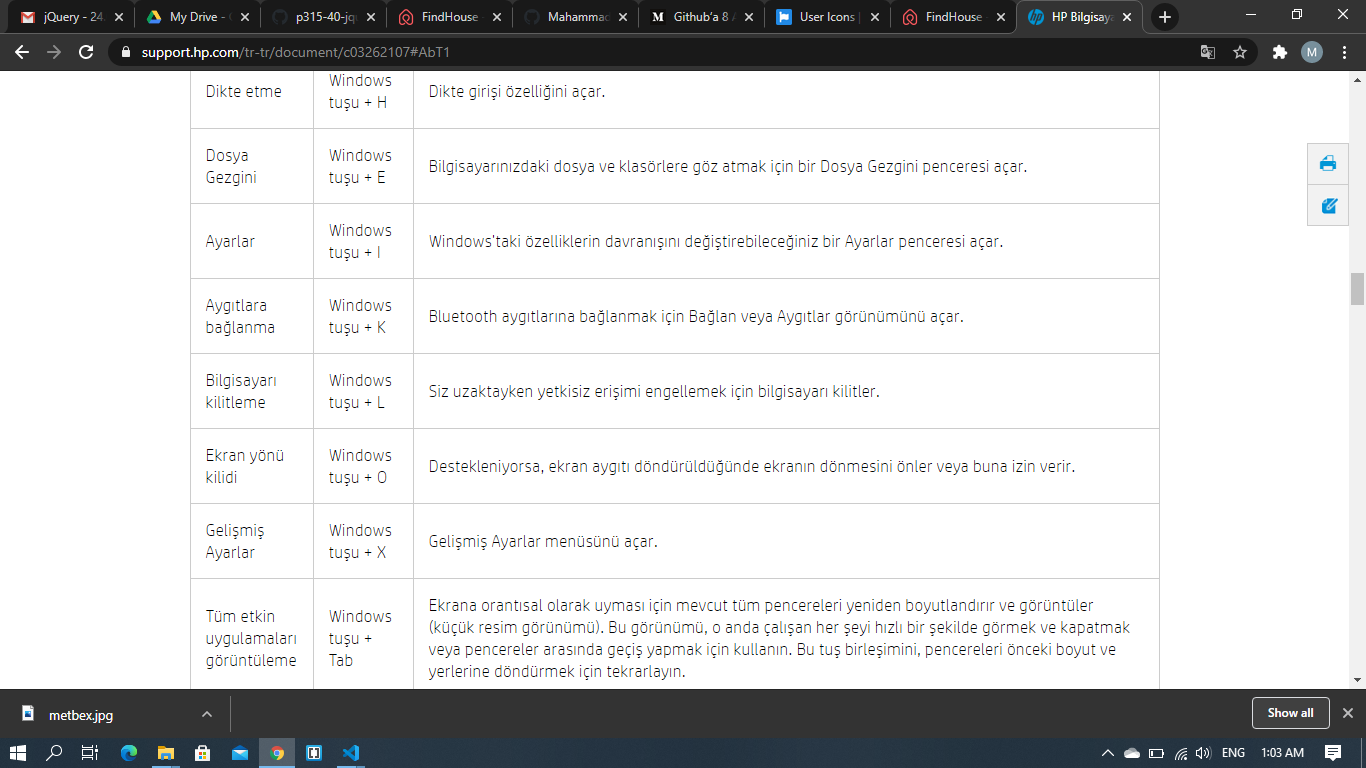 jQuery - 24.
My Drive -
p315-40-jq
FindHouse
Mahammad
Github'a 8
User Icons |
FindHouse -
HP Bilgisaya
support.hp.com/tr-tr/document/c03262107#AbT1
M
Dikte etme
Windows
tuşu + H
Dikte girişi özelliğini açar.
Dosya
Gezgini
Windows
tuşu + E
Bilgisayarınızdaki dosya ve klasörlere göz atmak için bir Dosya Gezgini penceresi açar.
Ayarlar
Windows
tuşu + I
Windows'taki özelliklerin davranışını değiştirebileceğiniz bir Ayarlar penceresi açar.
Aygıtlara
bağlanma
Windows
tuşu + K
Bluetooth aygıtlarına bağlanmak için Bağlan veya Aygıtlar görünümünü açar.
Bilgisayarı
kilitleme
Windows
tuşu + L
Siz uzaktayken yetkisiz erişimi engellemek için bilgisayarı kilitler.
Ekran yönü
kilidi
Windows
tuşu + O
Destekleniyorsa, ekran aygıtı döndürüldüğünde ekranın dönmesini önler veya buna izin verir.
Gelişmiş
Ayarlar
Windows
tuşu + X
Gelişmiş Ayarlar menüsünü açar.
Tüm etkin
uygulamaları
görüntüleme
Windows
tuşu +
Tab
Ekrana orantısal olarak uyması için mevcut tüm pencereleri yeniden boyutlandırır ve görüntüler
(küçük resim görünümü). Bu görünümü, o anda çalışan her şeyi hızlı bir şekilde görmek ve kapatmak
veya pencereler arasında geçiş yapmak için kullanın. Bu tuş birleşimini, pencereleri önceki boyut ve
yerlerine döndürmek için tekrarlayın.
metbex.jpg
Show all
ENG
1:03 AM